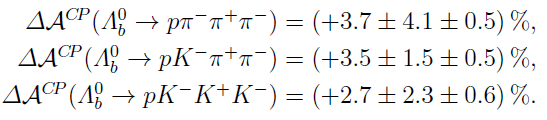 ΔA^{CP}(Λ_b^0 → pπ^−π^+π^−) = (+3.7 ± 4.1 ± 0.5) %,
ΔA^{CP}(Λ_b^0 → pK^−π^+π^−) = (+3.5 ± 1.5 ± 0.5) %,
ΔA^{CP}(Λ_b^0 → pK^−K^+K^−) = (+2.7 ± 2.3 ± 0.6) %.